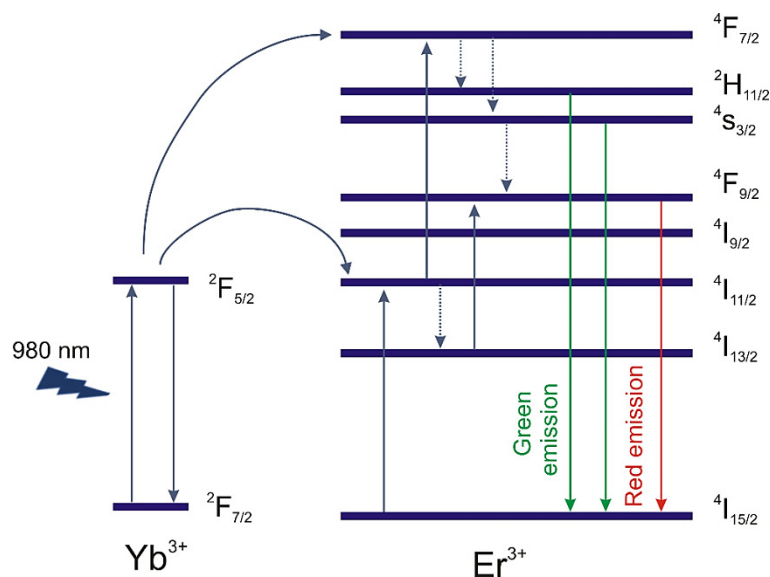 ⁴F₇/₂
²H₁₁/₂
⁴s₃/₂
⁴F₉/₂
⁴I₉/₂
²F₅/₂
⁴I₁₁/₂
980 nm
⁴I₁₃/₂
Green
emission
Red emission
²F₇/₂
⁴I₁₅/₂
Yb³⁺
Er³⁺